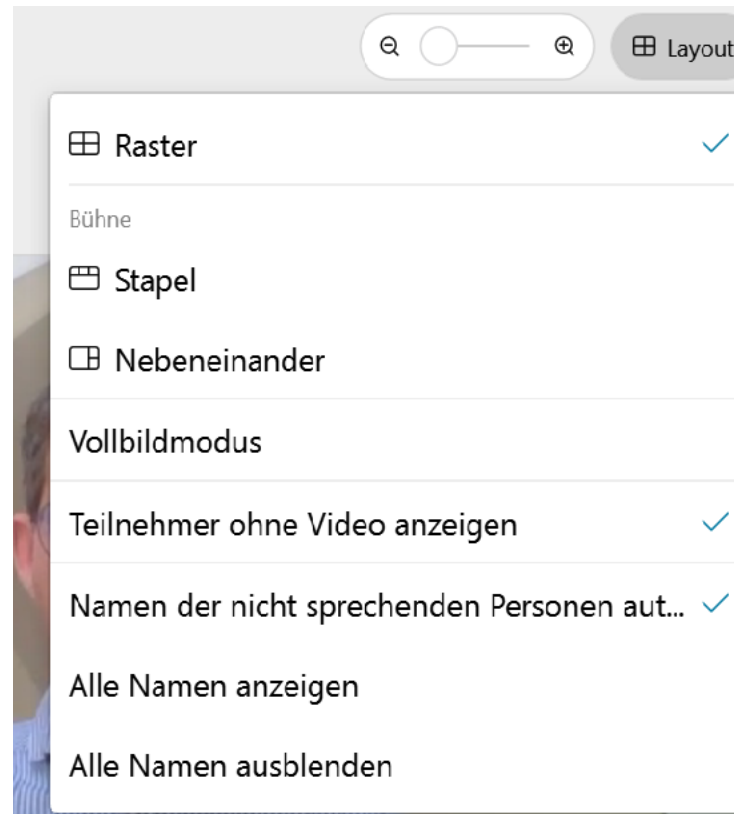 Layout
Raster
Bühne
Stapel
Nebeneinander
Vollbildmodus
Teilnehmer ohne Video anzeigen
Namen der nicht sprechenden Personen aut...
Alle Namen anzeigen
Alle Namen ausblenden